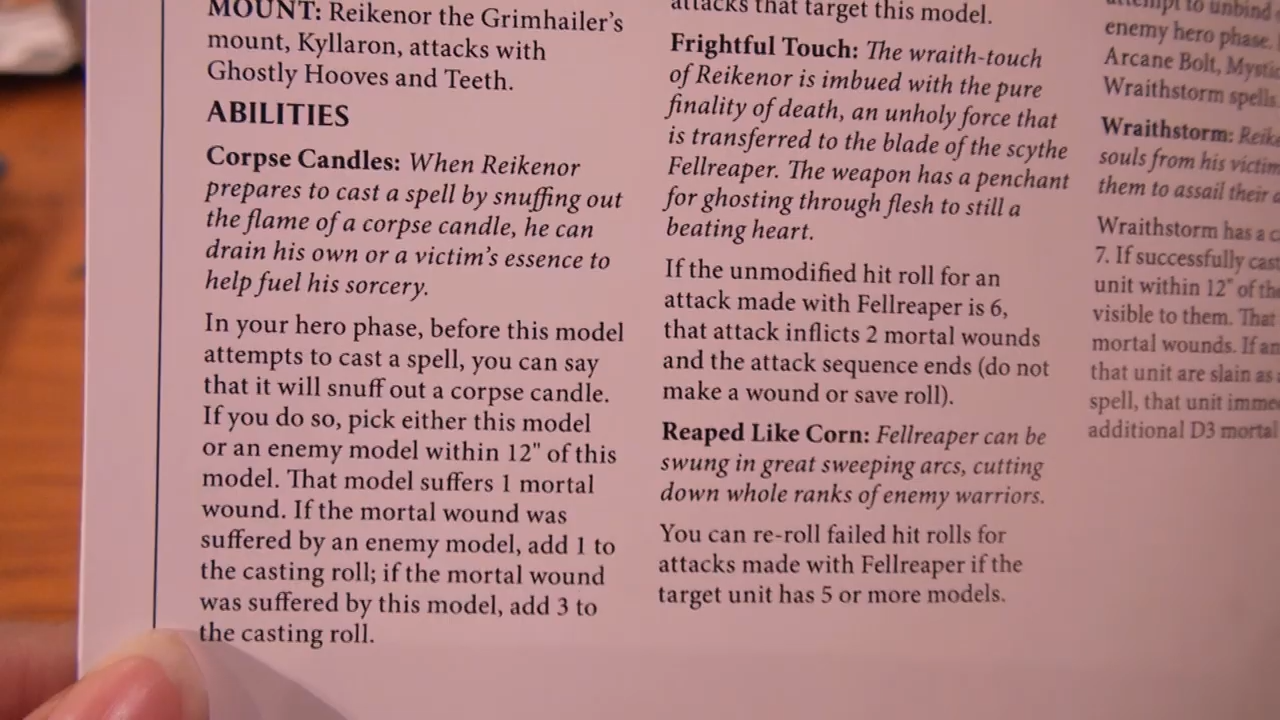 MOUNT: Reikenor the Grimhailer's
mount, Kyllaron, attacks with
Ghostly Hooves and Teeth.
ABILITIES
Corpse Candles: When Reikenor
prepares to cast a spell by snuffing out
the flame of a corpse candle, he can
drain his own or a victim's essence to
help fuel his sorcery.
In your hero phase, before this model
attempts to cast a spell, you can say
that it will snuff out a corpse candle.
If you do so, pick either this model
or an enemy model within 12" of this
model. That model suffers 1 mortal
wound. If the mortal wound was
suffered by an enemy model, add 1 to
the casting roll; if the mortal wound
was suffered by this model, add 3 to
the casting roll.
attacks that target this model.
Frightful Touch: The wraith-touch
of Reikenor is imbued with the pure
finality of death, an unholy force that
is transferred to the blade of the scythe
Fellreaper. The weapon has a penchant
for ghosting through flesh to still a
beating heart.
If the unmodified hit roll for an
attack made with Fellreaper is 6,
that attack inflicts 2 mortal wounds
and the attack sequence ends (do not
make a wound or save roll).
Reaped Like Corn: Fellreaper can be
swung in great sweeping arcs, cutting
down whole ranks of enemy warriors.
You can re-roll failed hit rolls for
attacks made with Fellreaper if the
target unit has 5 or more models.
attempt to unbind
enemy hero phase.
Arcane Bolt,
Wraithstorm spells
Wraithstorm:
souls from his
them to assail their
Wraithstorm has a
7. If successfully cast
unit within 12" of the
visible to them. That
mortal wounds. If
that unit are slain as
spell, that unit
additional D3 mortal